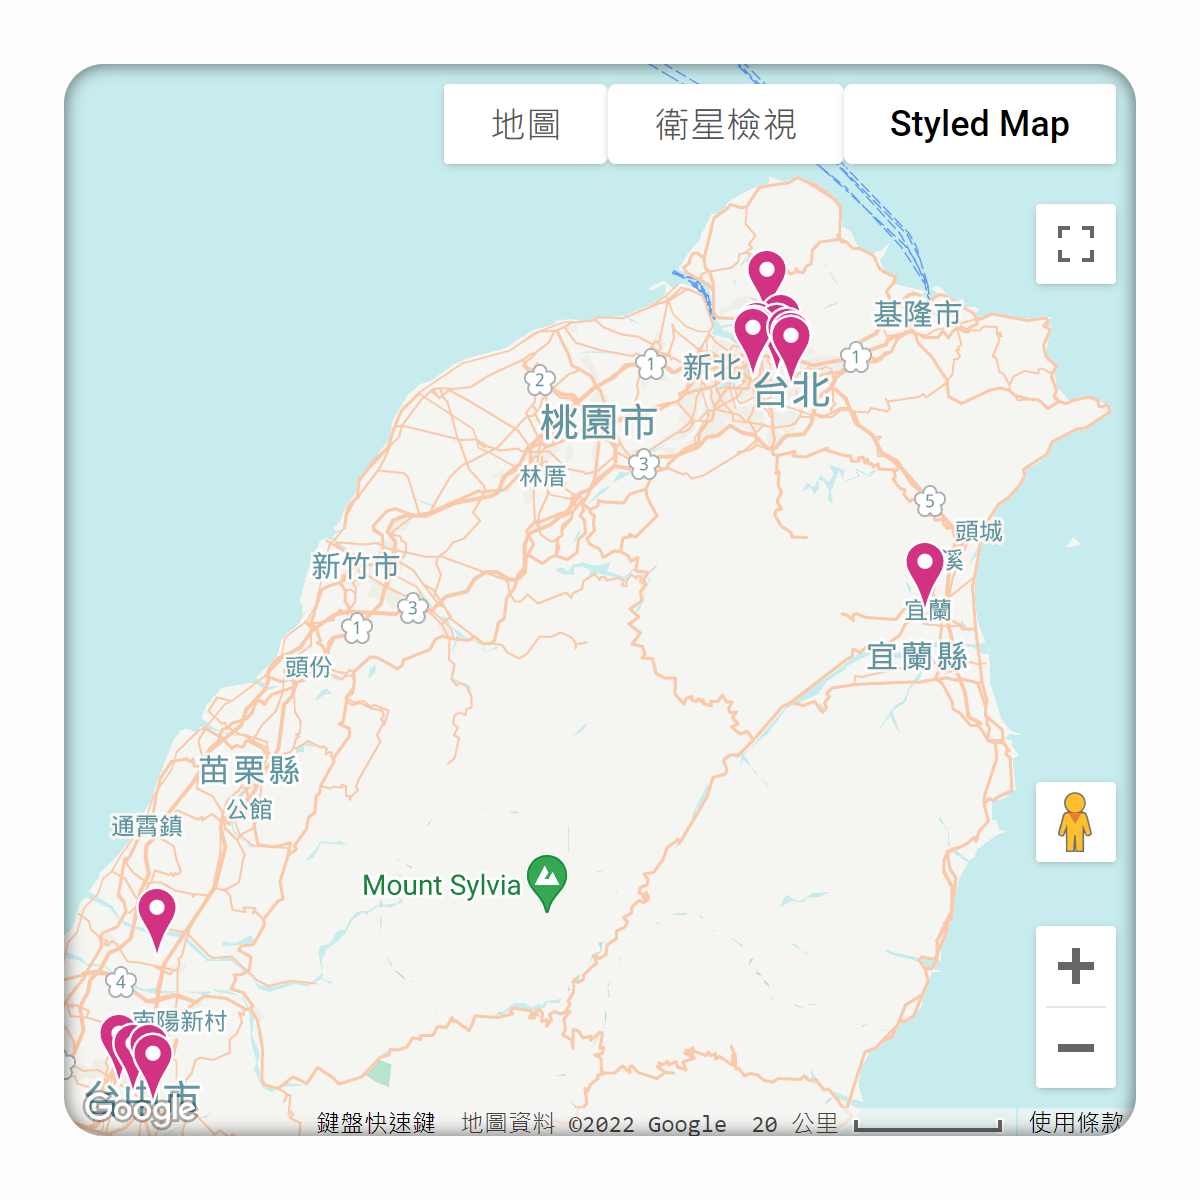 地圖
衛星檢視
Styled Map
基隆市
1
新北
1
2
台北
桃園市
3
林厝
5
頭城
溪
新竹市
3
宜蘭
1
宜蘭縣
頭份
苗栗縣
公館
通霄鎮
Mount Sylvia
4
南陽新村
台中市
Google
鍵盤快速鍵 地圖資料 ©2022 Google 20 公里 使用條款